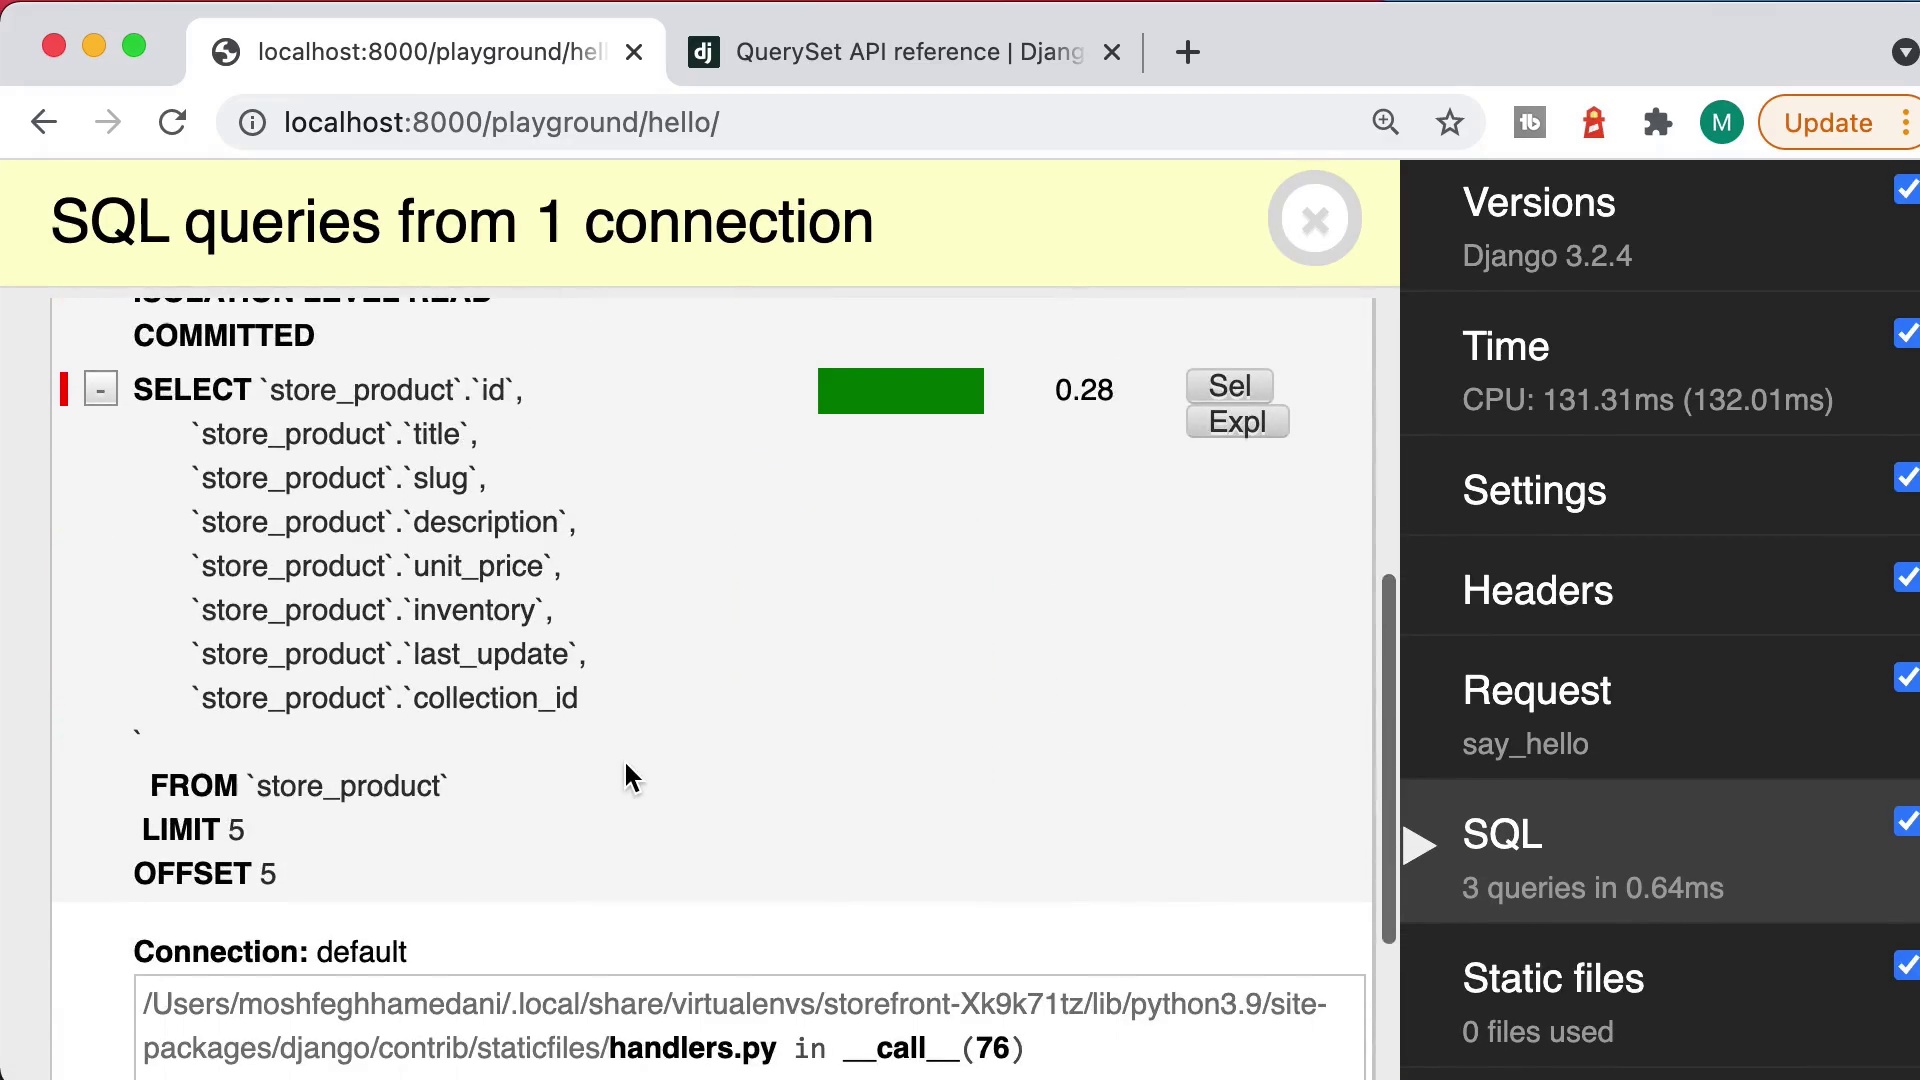 localhost:8000/playground/hell
QuerySet API reference | Djang
localhost:8000/playground/hello/
M
Update
SQL queries from 1 connection
ISOLATION LEVEL READ
COMMITTED
- SELECT `store_product`.`id`, 0.28 Sel
Expl
`store_product`.`title`,
`store_product`.`slug`,
`store_product`.`description`,
`store_product`.`unit_price`,
`store_product`.`inventory`,
`store_product`.`last_update`,
`store_product`.`collection_id
`
FROM `store_product`
LIMIT 5
OFFSET 5
Connection: default
/Users/moshfeghhamedani/.local/share/virtualenvs/storefront-Xk9k71tz/lib/python3.9/site-
packages/django/contrib/staticfiles/handlers.py in __call__(76)
Versions
Django 3.2.4
Time
CPU: 131.31ms (132.01ms)
Settings
Headers
Request
say_hello
SQL
3 queries in 0.64ms
Static files
0 files used